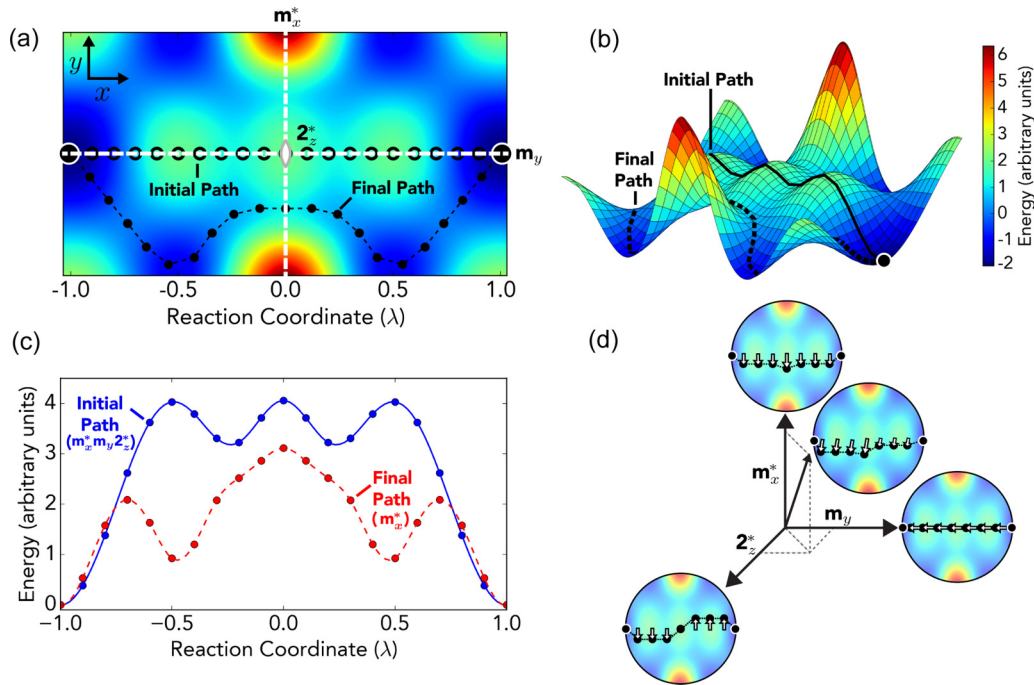 (a)
m*x
y
x
2*z
my
Initial Path
Final Path
-1.0 -0.5 0.0 0.5 1.0
Reaction Coordinate (λ)
(b)
Initial Path
Final
Path
6
5
4
3
2
1
0
-1
-2
Energy (arbitrary units)
(c)
Energy (arbitrary units)
5
4
3
2
1
0
Initial
Path
(m*x my 2*z)
Final
Path
(m*x)
−1.0 −0.5 0.0 0.5 1.0
Reaction Coordinate (λ)
(d)
m*x
my
2*z